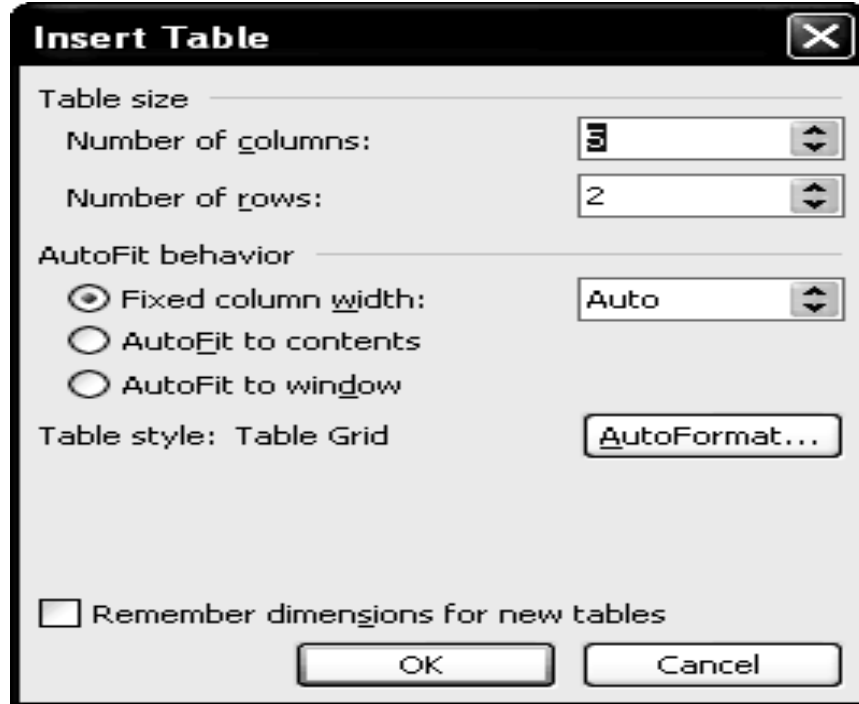 Insert Table
Table size
Number of columns:
Number of rows: 2
AutoFit behavior
Fixed column width: Auto
AutoFit to contents
AutoFit to window
Table style: Table Grid AutoFormat...
Remember dimensions for new tables
OK Cancel